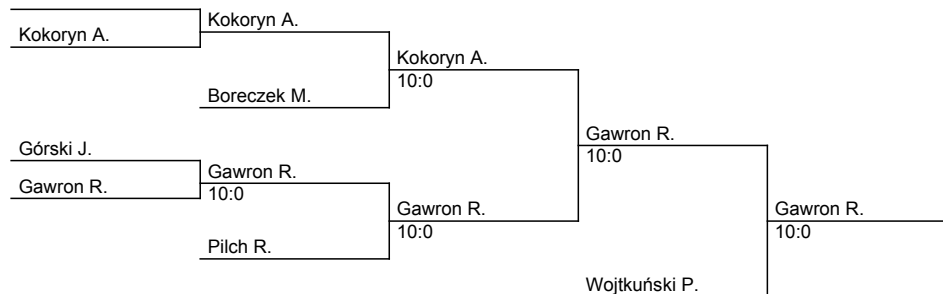 Kokoryn A.
Kokoryn A.
Kokoryn A.
10:0
Boreczek M.
Gawron R.
10:0
Górski J.
Gawron R.
10:0
Gawron R.
Gawron R.
10:0
Gawron R.
10:0
Pilch R.
Wojtkuński P.